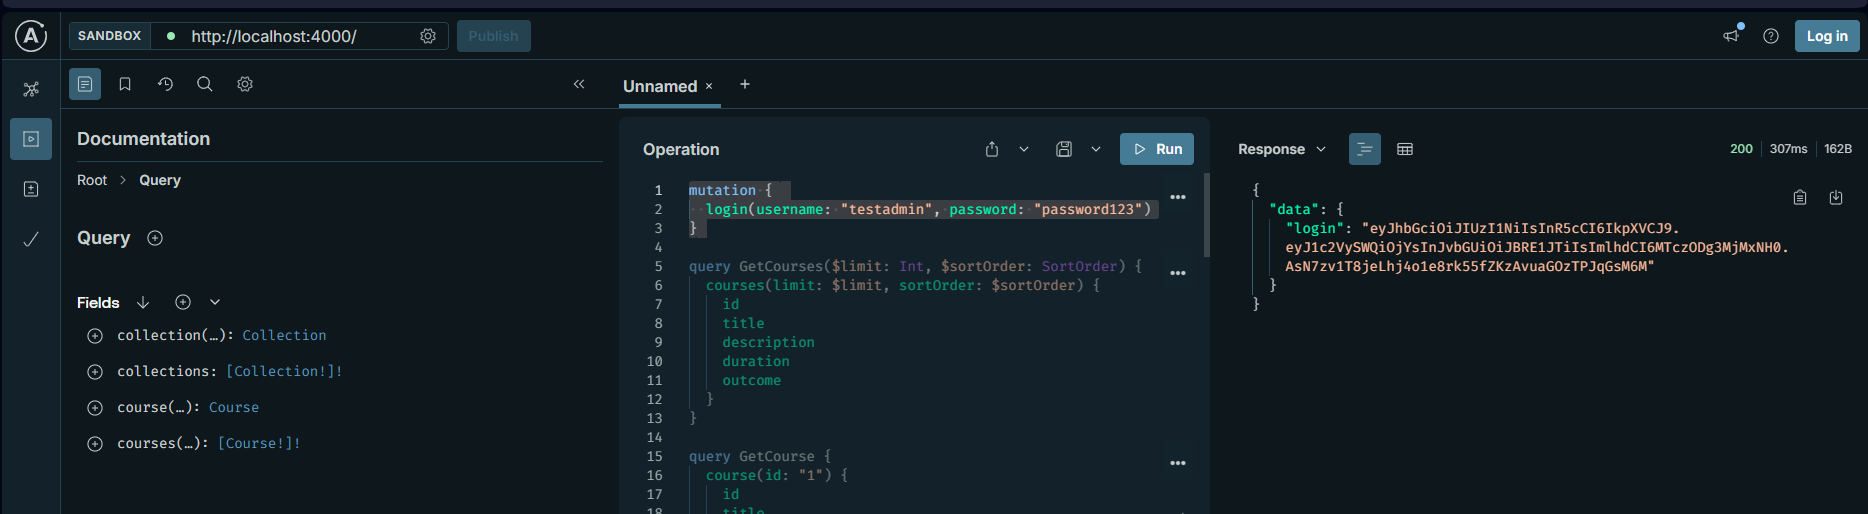 SANDBOX
http://localhost:4000/
Publish
Log in
Unnamed
Documentation
Root > Query
Query
Fields
collection(…): Collection
collections: [Collection!]!
course(…): Course
courses(…): [Course!]!
Operation
Run
1 mutation {
2 login(username: "testadmin", password: "password123")
3 }
4
5 query GetCourses($limit: Int, $sortOrder: SortOrder) {
6 courses(limit: $limit, sortOrder: $sortOrder) {
7 id
8 title
9 description
10 duration
11 outcome
12 }
13 }
14
15 query GetCourse {
16 course(id: "1") {
17 id
18 title
Response
200 307ms 162B
{
"data": {
"login": "eyJhbGciOiJIUzI1NiIsInR5cCI6IkpXVCJ9.
eyJ1c2VySWQiOjYsInJvbGUiOiJBRE1JTiIsImlhdCI6MTczODg3MjMxNH0.
AsN7zv1T8jeLhj4o1e8rk55fZKzAvuaGOzTPJqGsM6M"
}
}